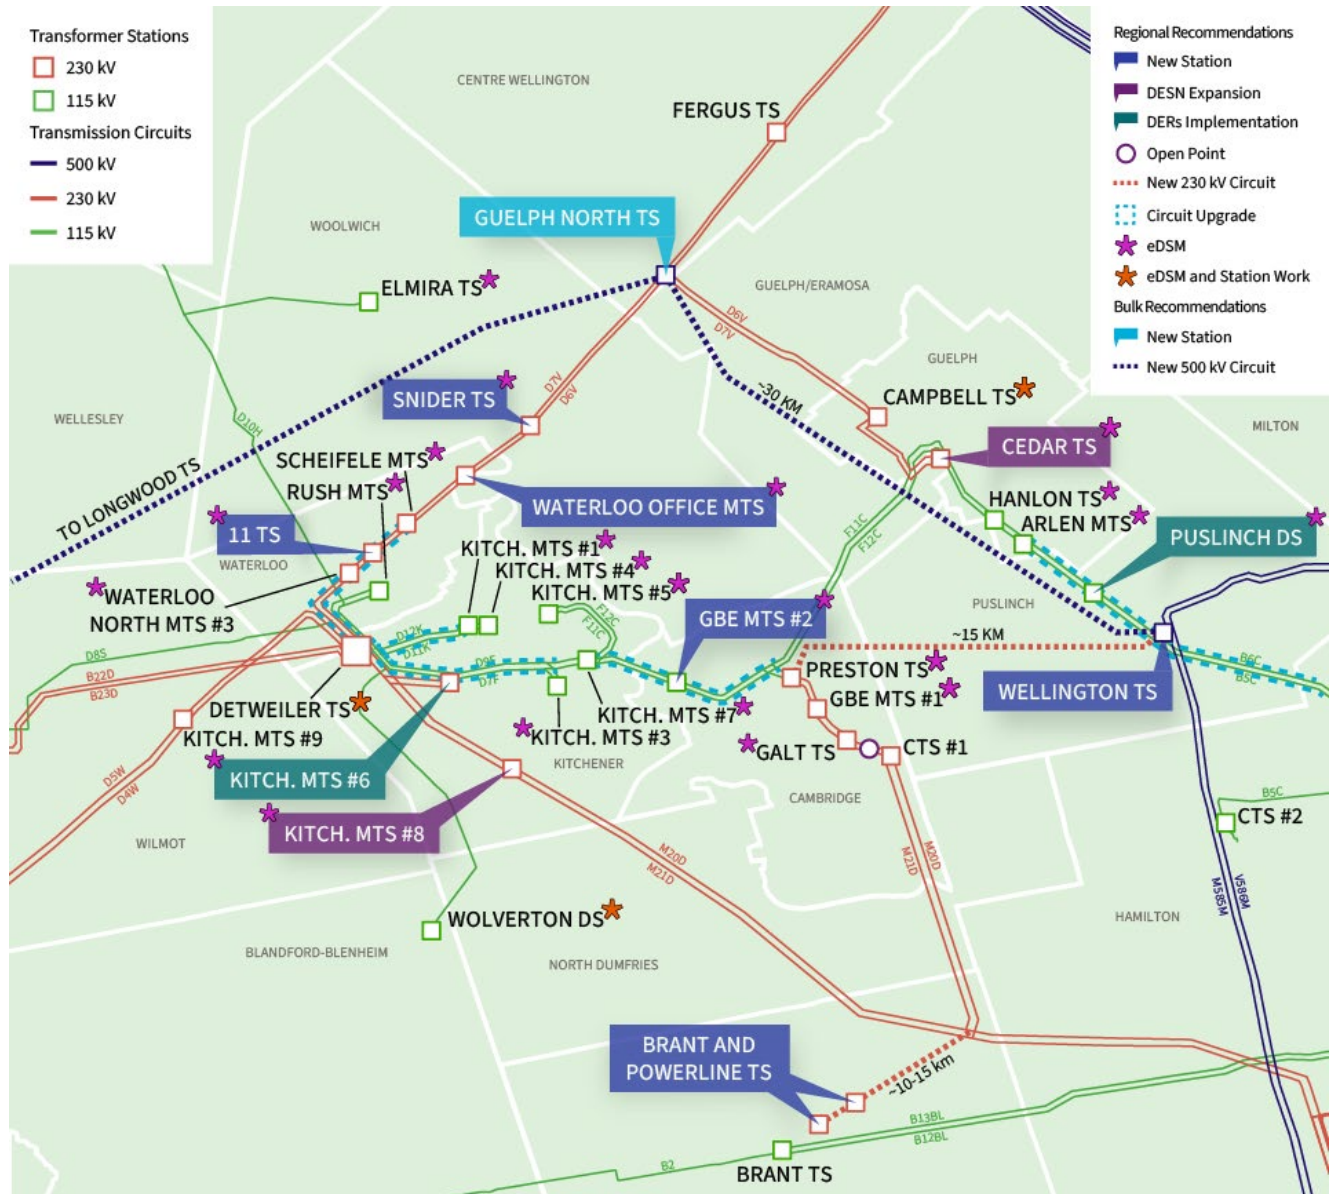 Transformer Stations
230 kV
115 kV
Transmission Circuits
500 kV
230 kV
115 kV
Regional Recommendations
New Station
DESN Expansion
DERs Implementation
Open Point
New 230 kV Circuit
Circuit Upgrade
eDSM
eDSM and Station Work
Bulk Recommendations
New Station
New 500 kV Circuit
CENTRE WELLINGTON
FERGUS TS
GUELPH NORTH TS
WOOLWICH
ELMIRA TS
GUELPH/ERAMOSA
D6V
D7V
GUELPH
SNIDER TS
D7V
D6V
~30 KM
CAMPBELL TS
WELLESLEY
D10H
MILTON
CEDAR TS
TO LONGWOOD TS
SCHEIFELE MTS
RUSH MTS
WATERLOO OFFICE MTS
HANLON TS
ARLEN MTS
PUSLINCH DS
11 TS
WATERLOO
F11C
F12C
KITCH. MTS #1
KITCH. MTS #4
KITCH. MTS #5
WATERLOO
NORTH MTS #3
F12C
F11C
GBE MTS #2
PUSLINCH
~15 KM
D12K
D11K
D8S
B22D
B23D
D9F
D7F
PRESTON TS
GBE MTS #1
WELLINGTON TS
B6C
B5C
DETWEILER TS
KITCH. MTS #9
KITCH. MTS #7
KITCH. MTS #3
KITCHENER
GALT TS
CTS #1
KITCH. MTS #6
D5W
D4W
CAMBRIDGE
B5C
CTS #2
KITCH. MTS #8
WILMOT
M20D
M21D
M20D
M21D
V586M
M585M
WOLVERTON DS
HAMILTON
BLANDFORD-BLENHEIM
NORTH DUMFRIES
BRANT AND
POWERLINE TS
~10-15 km
B13BL
B12BL
B2
BRANT TS